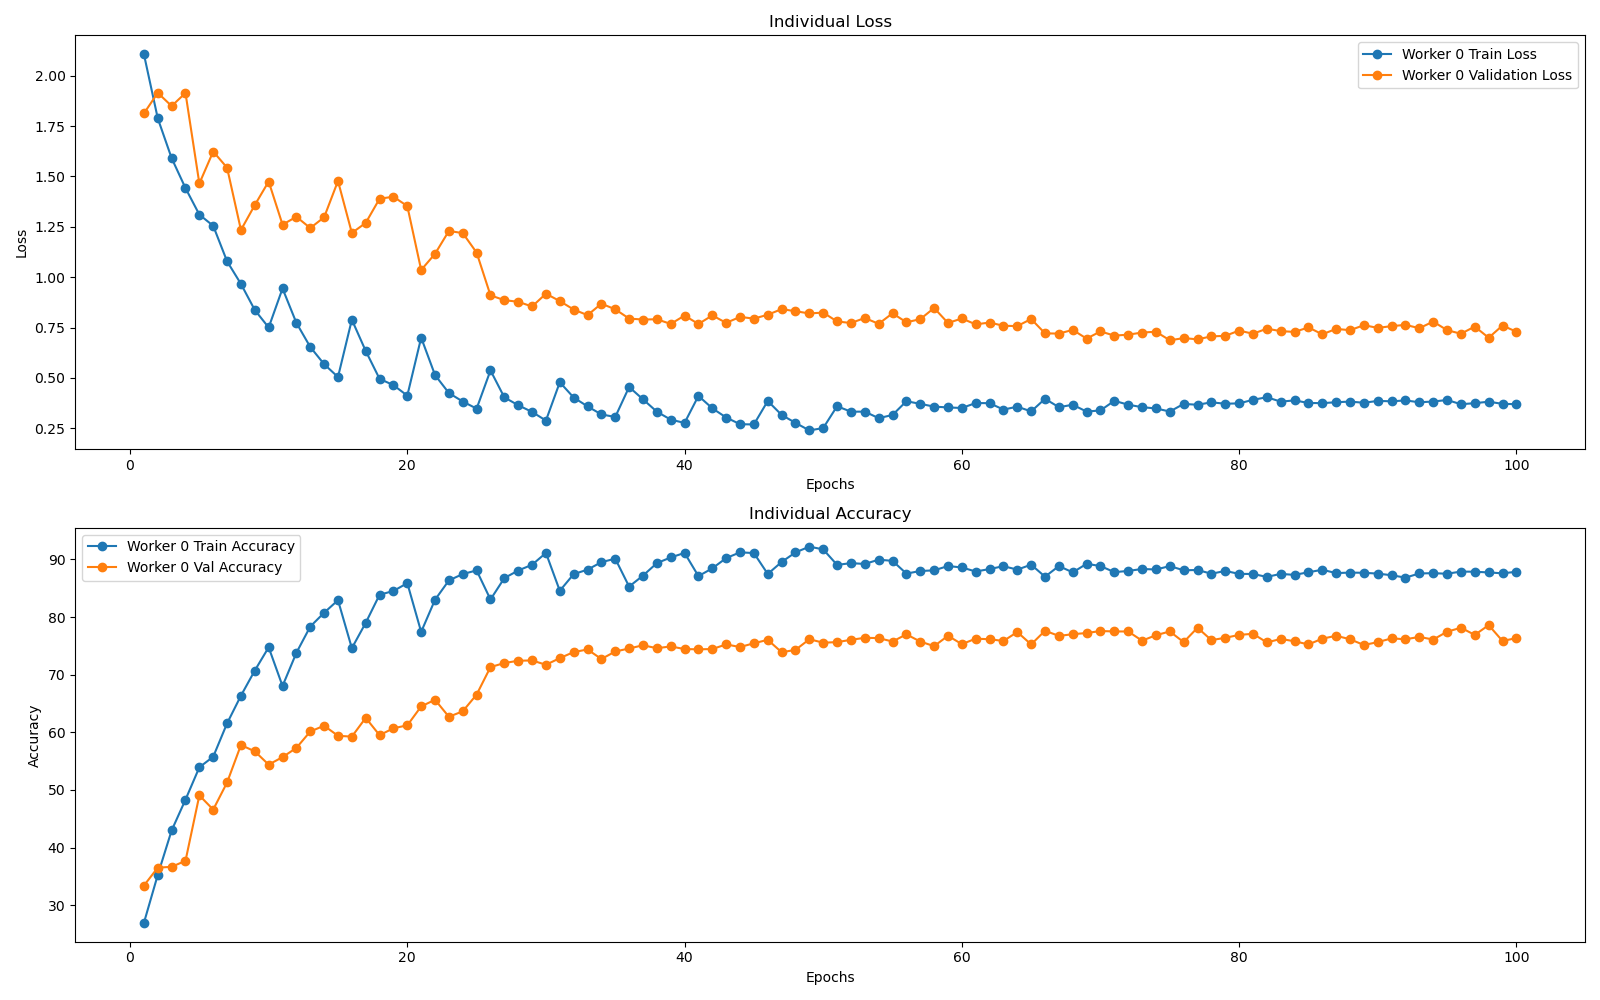 Individual Loss
Worker 0 Train Loss
Worker 0 Validation Loss
2.00
1.75
1.50
1.25
1.00
0.75
0.50
0.25
Loss
0 20 40 60 80 100
Epochs
Individual Accuracy
Worker 0 Train Accuracy
Worker 0 Val Accuracy
90
80
70
60
50
40
30
Accuracy
0 20 40 60 80 100
Epochs